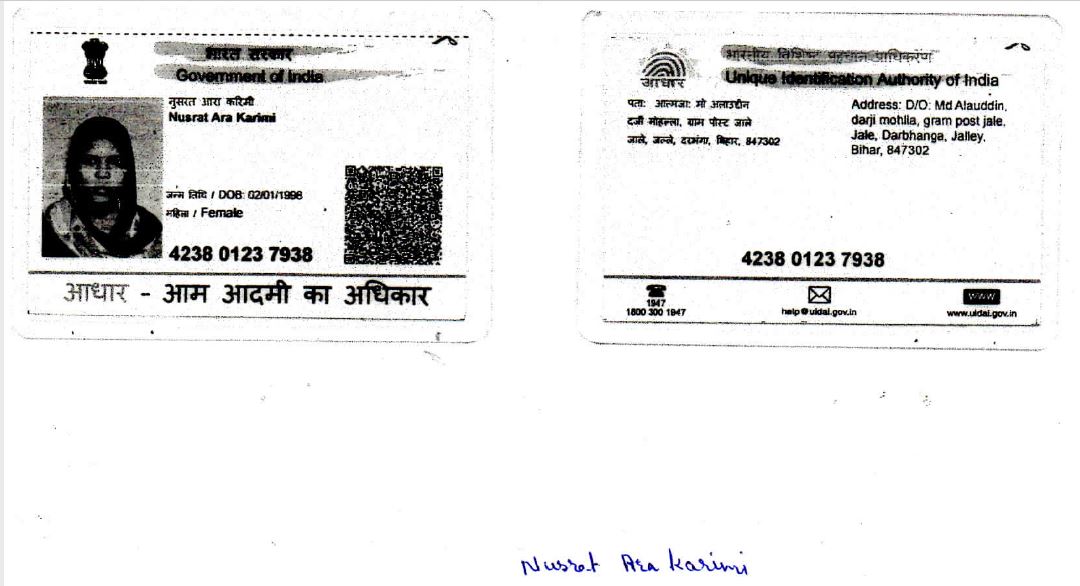 भारत सरकार
Government of India
नुसरत आरा करिमी
Nusrat Ara Karimi
जन्म तिथि / DOB: 02/01/1998
महिला / Female
4238 0123 7938
आधार - आम आदमी का अधिकार
भारतीय विशिष्ट पहचान प्राधिकरण
Unique Identification Authority of India
आधार
पता: आत्मजा: मो अलाउद्दीन
दर्जी मोहल्ला, ग्राम पोस्ट जाले
जाले, जल्ले, दरभंगा, बिहार, 847302
Address: D/O: Md Alauddin,
darji mohlla, gram post jale,
Jale, Darbhanga, Jalley,
Bihar, 847302
4238 0123 7938
1947
1800 300 1947
help@uidai.gov.in
www
www.uidai.gov.in
Nusrat Ara Karimi